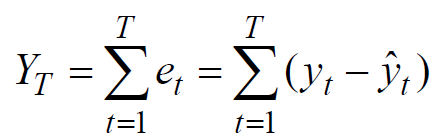 Y_T = \sum_{t=1}^{T} e_t = \sum_{t=1}^{T} (y_t - \hat{y}_t)